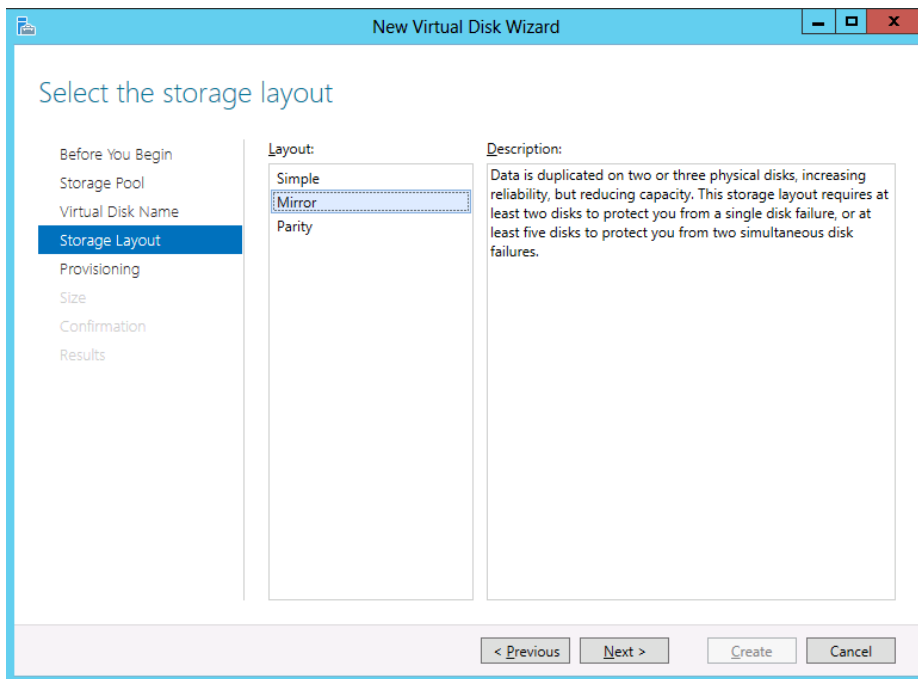 New Virtual Disk Wizard
Select the storage layout
Before You Begin
Storage Pool
Virtual Disk Name
Storage Layout
Provisioning
Size
Confirmation
Results
Layout:
Simple
Mirror
Parity
Description:
Data is duplicated on two or three physical disks, increasing
reliability, but reducing capacity. This storage layout requires at
least two disks to protect you from a single disk failure, or at
least five disks to protect you from two simultaneous disk
failures.
< Previous
Next >
Create
Cancel